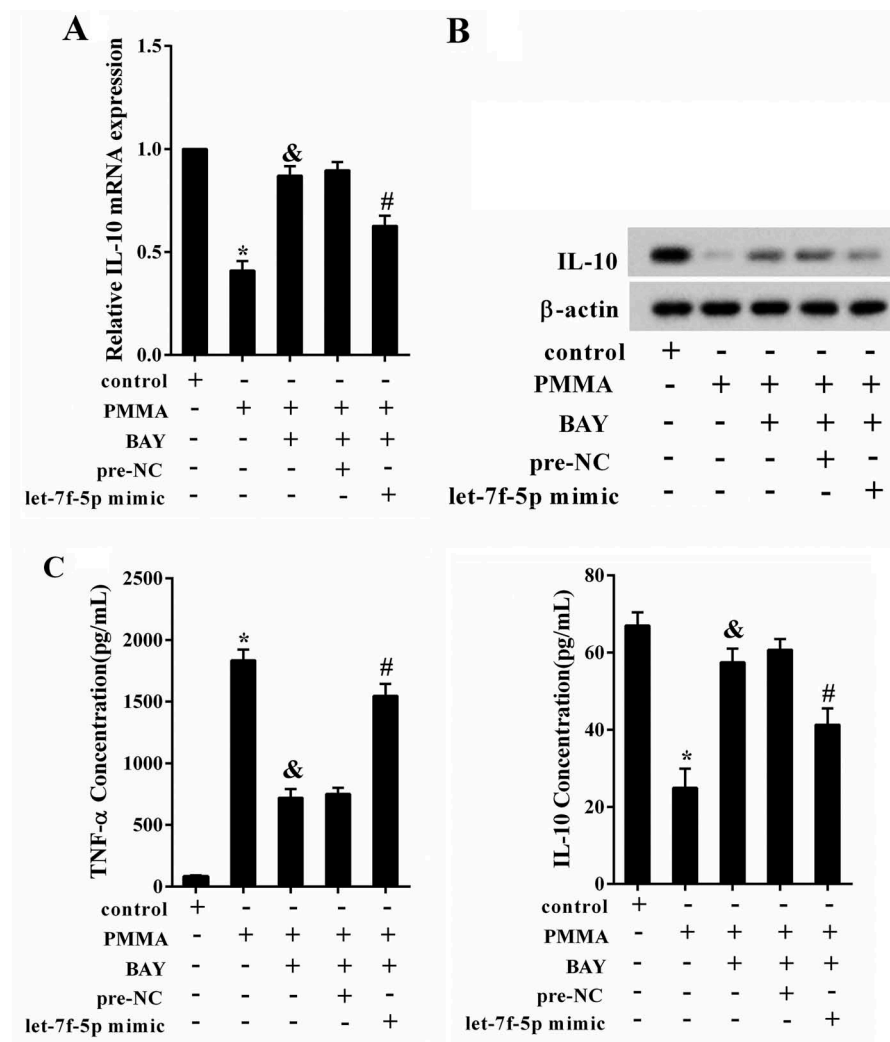 A
Relative IL-10 mRNA expression
1.5
1.0
0.5
0.0
*
&
#
control + - - - -
PMMA - + + + +
BAY - - + + +
pre-NC - - - + -
let-7f-5p mimic - - - - +
B
IL-10
β-actin
control + - - - -
PMMA - + + + +
BAY - - + + +
pre-NC - - - + -
let-7f-5p mimic - - - - +
C
TNF-α Concentration(pg/mL)
2500
2000
1500
1000
500
0
*
&
#
control + - - - -
PMMA - + + + +
BAY - - + + +
pre-NC - - - + -
let-7f-5p mimic - - - - +
IL-10 Concentration(pg/mL)
80
60
40
20
0
*
&
#
control + - - - -
PMMA - + + + +
BAY - - + + +
pre-NC - - - + -
let-7f-5p mimic - - - - +